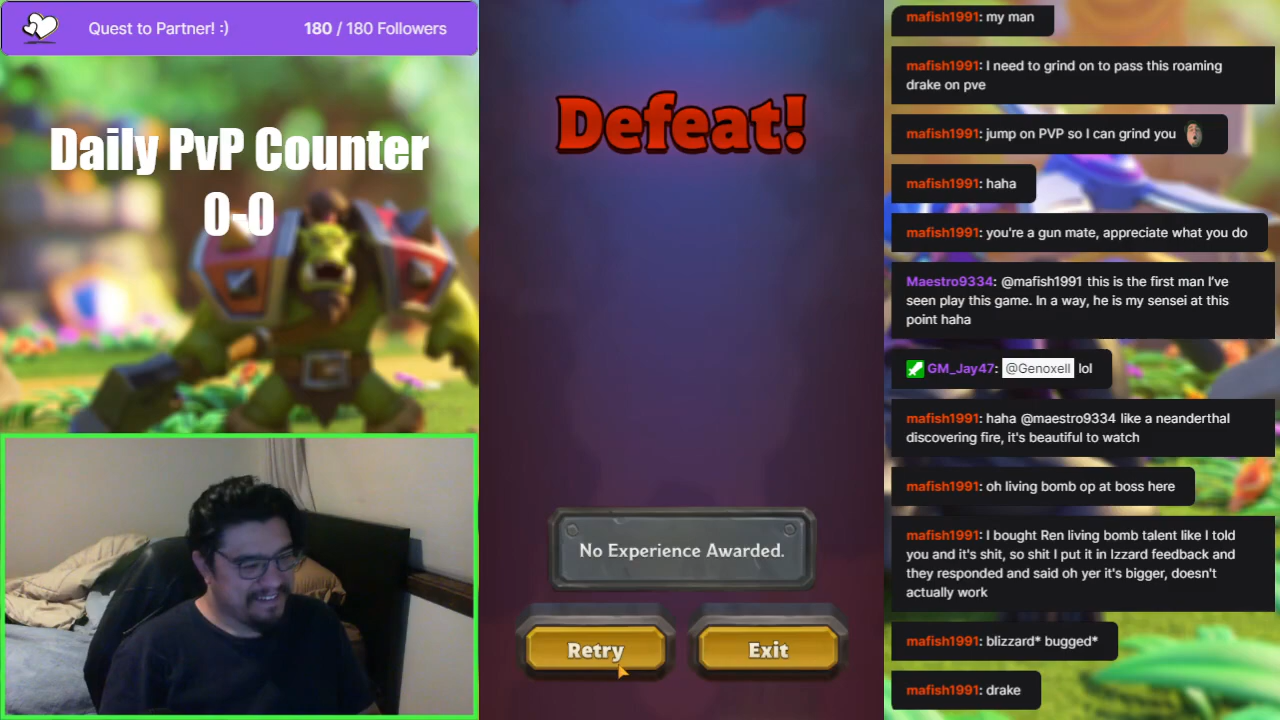 Quest to Partner! :)
180 / 180 Followers
Daily PvP Counter
0-0
Defeat!
No Experience Awarded.
Retry
Exit
mafish1991: my man
mafish1991: I need to grind on to pass this roaming
drake on pve
mafish1991: jump on PVP so I can grind you
mafish1991: haha
mafish1991: you're a gun mate, appreciate what you do
Maestro9334: @mafish1991 this is the first man I've
seen play this game. In a way, he is my sensei at this
point haha
GM_Jay47: @Genoxell lol
mafish1991: haha @maestro9334 like a neanderthal
discovering fire, it's beautiful to watch
mafish1991: oh living bomb op at boss here
mafish1991: I bought Ren living bomb talent like I told
you and it's shit, so shit I put it in Izzard feedback and
they responded and said oh yer it's bigger, doesn't
actually work
mafish1991: blizzard* bugged*
mafish1991: drake